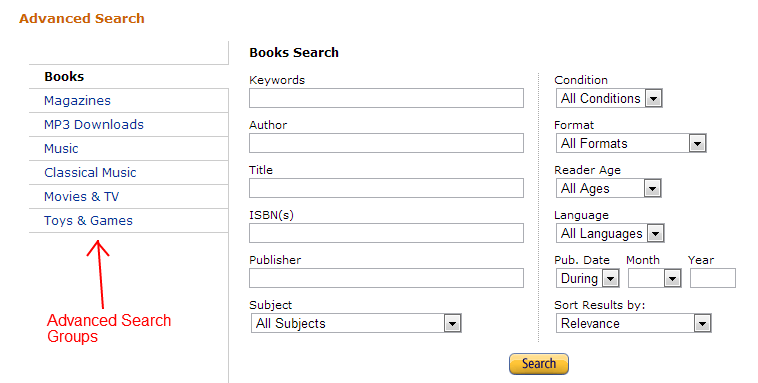 Advanced Search
Books
Magazines
MP3 Downloads
Music
Classical Music
Movies & TV
Toys & Games
Advanced Search
Groups
Books Search
Keywords
Author
Title
ISBN(s)
Publisher
Subject
All Subjects
Condition
All Conditions
Format
All Formats
Reader Age
All Ages
Language
All Languages
Pub. Date Month Year
During
Sort Results by:
Relevance
Search